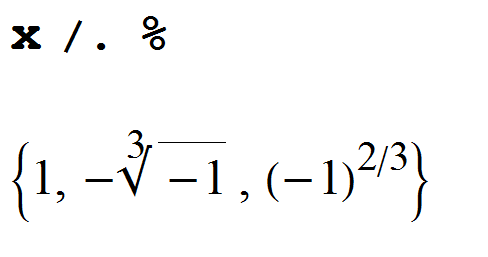 x /. %
{1, -∛-1, (-1)^{2/3}}